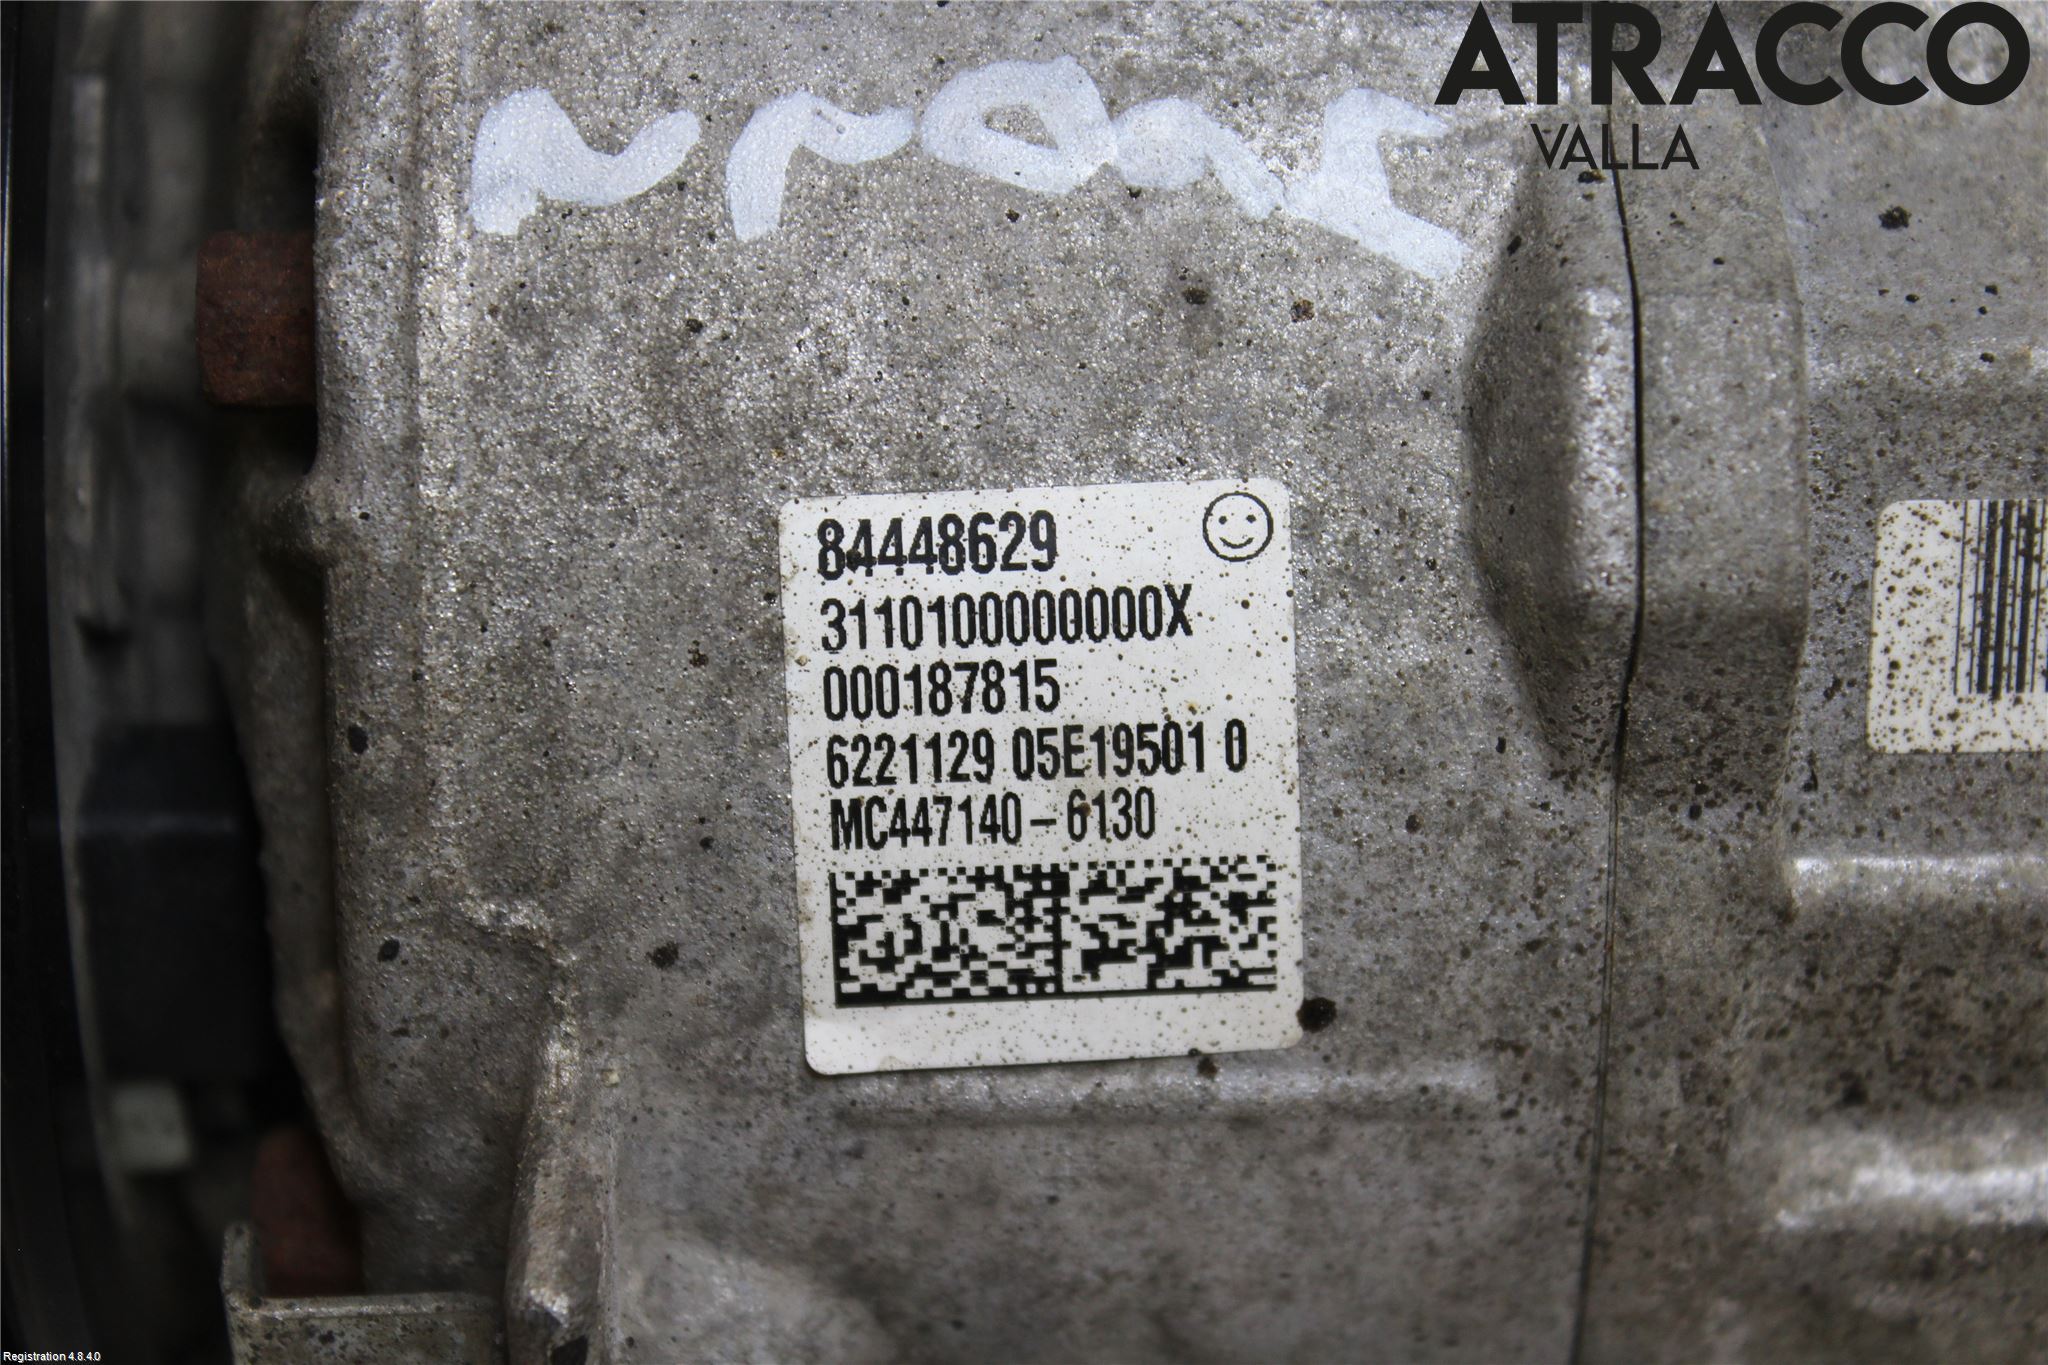 ATRACCO
VALLA
84448629
3110100000000X
000187815
6221129 05E19501 0
MC447140-6130
Registration 4.8.4.0